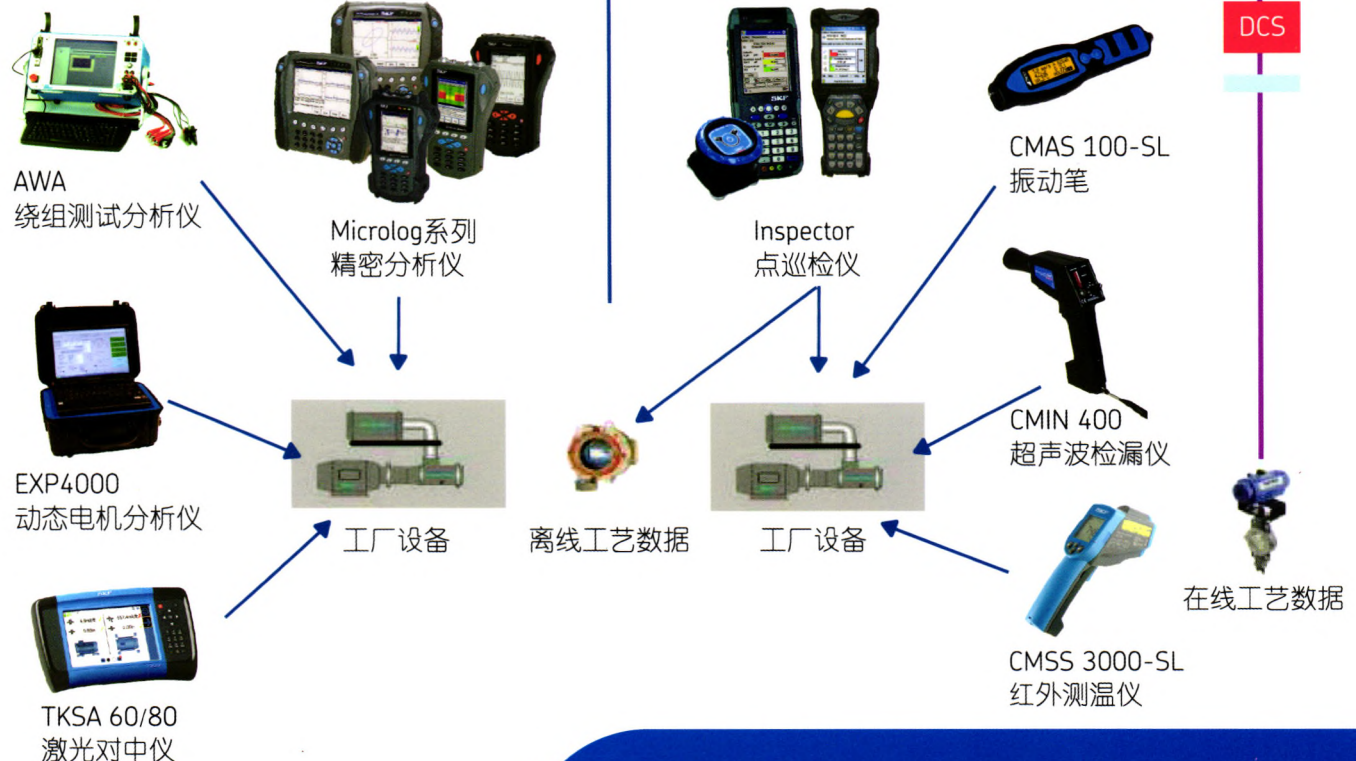 DCS
AWA
绕组测试分析仪
Microlog系列
精密分析仪
Inspector
点巡检仪
CMAS 100-SL
振动笔
EXP4000
动态电机分析仪
CMIN 400
超声波检漏仪
工厂设备
离线工艺数据
工厂设备
在线工艺数据
TKSA 60/80
激光对中仪
CMSS 3000-SL
红外测温仪
SKF